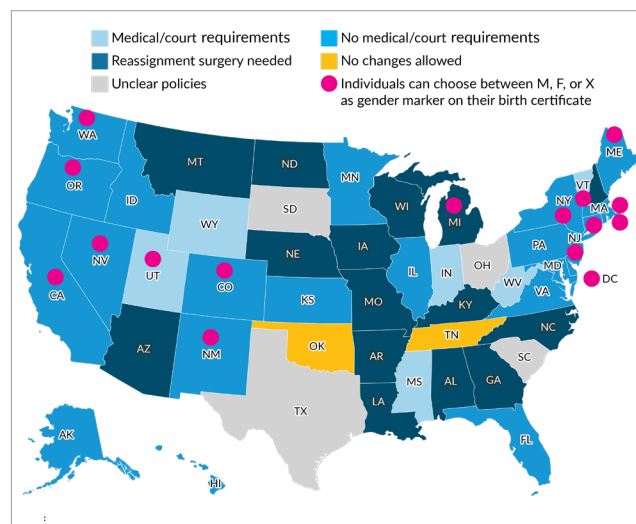 Medical/court requirements
No medical/court requirements
Reassignment surgery needed
No changes allowed
Unclear policies
Individuals can choose between M, F, or X
as gender marker on their birth certificate
WA
ME
MT
ND
VT
OR
MN
ID
NY
MA
WI
SD
MI
WY
PA
NJ
IA
NE
OH
NV
IN
IL
MD
UT
WV
DC
CO
CA
VA
KS
MO
KY
NC
TN
OK
AZ
NM
AR
SC
MS
AL
GA
LA
TX
AK
FL
HI
: